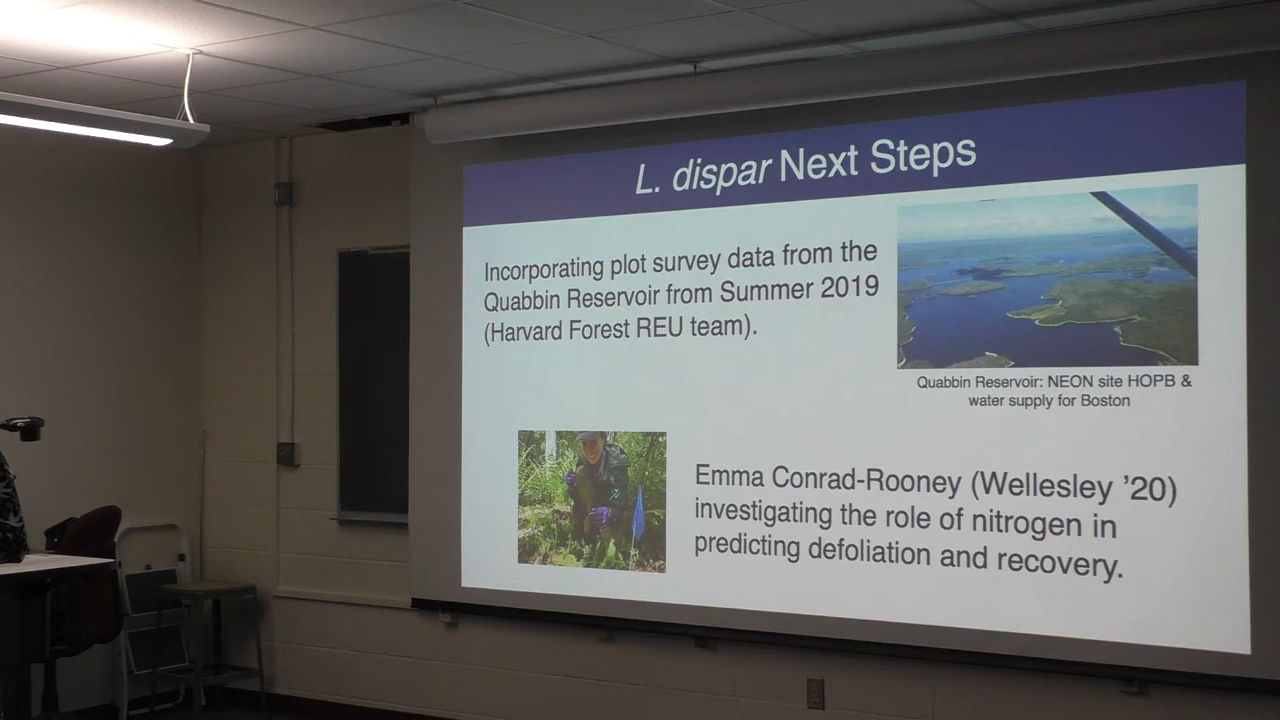 L. dispar Next Steps
Incorporating plot survey data from the
Quabbin Reservoir from Summer 2019
(Harvard Forest REU team).
Quabbin Reservoir: NEON site HOPB &
water supply for Boston
Emma Conrad-Rooney (Wellesley ’20)
investigating the role of nitrogen in
predicting defoliation and recovery.